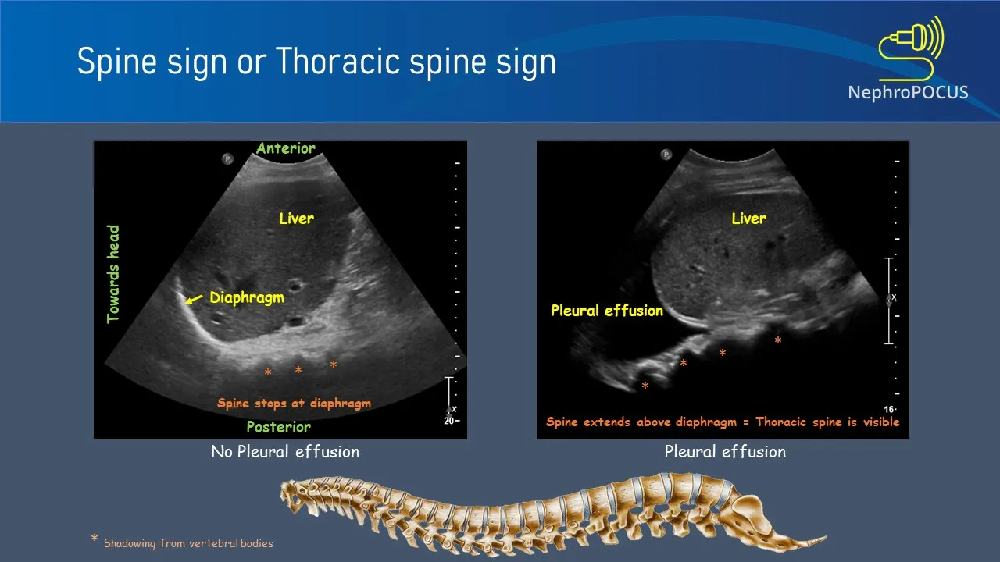 Spine sign or Thoracic spine sign
NephroPOCUS
P
Anterior
Liver
Towards head
Diaphragm
* * *
Spine stops at diaphragm
Posterior
x
20
No Pleural effusion
P
Liver
Pleural effusion
x
* * * *
16
Spine extends above diaphragm = Thoracic spine is visible
Pleural effusion
* Shadowing from vertebral bodies